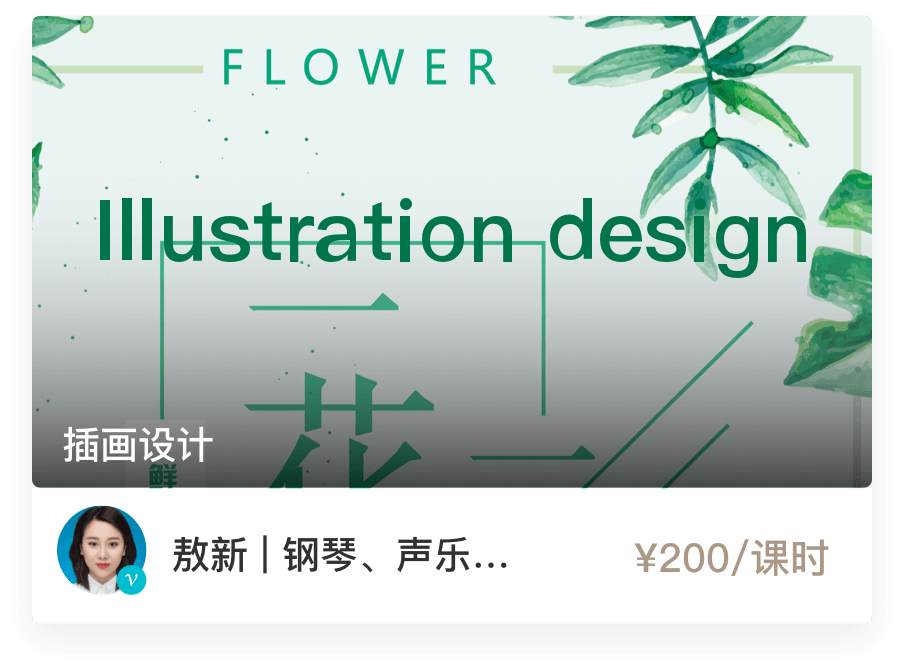 FLOWER
Illustration design
一
花
一
插画设计
鲜
敖新 | 钢琴、声乐...
¥200/课时